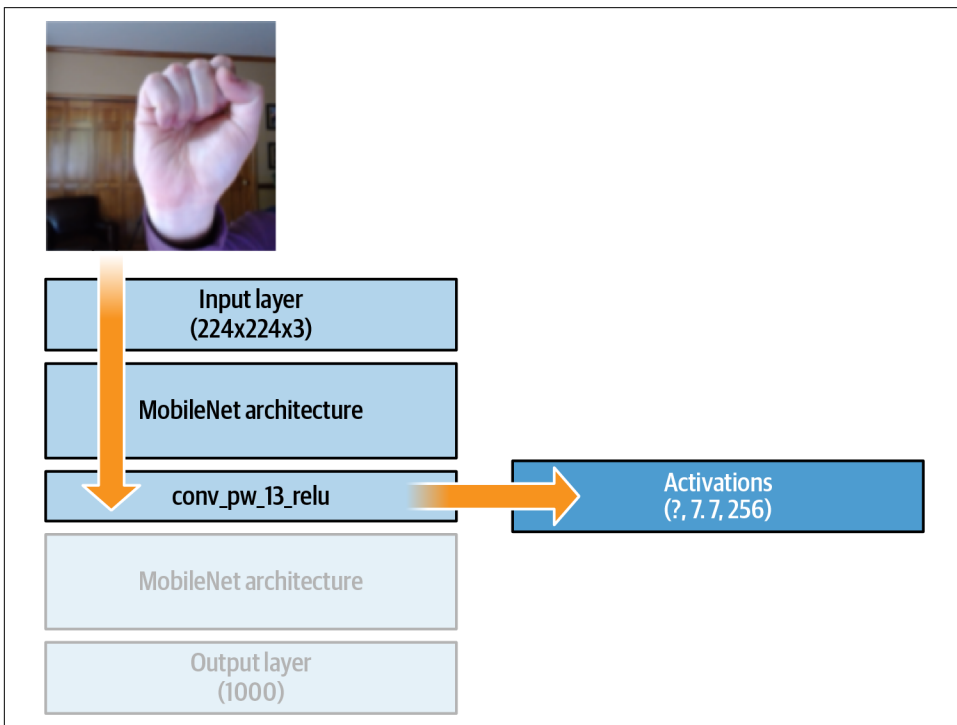 Input layer
(224x224x3)
MobileNet architecture
conv_pw_13_relu
Activations
(?, 7. 7, 256)
MobileNet architecture
Output layer
(1000)